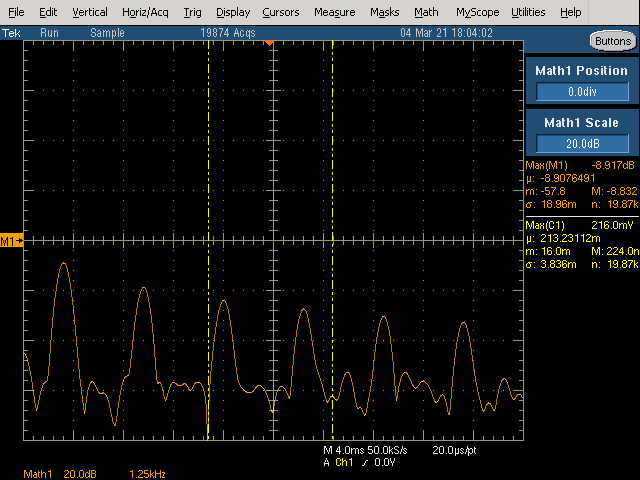 File Edit Vertical Horiz/Acq Trig Display Cursors Measure Masks Math MyScope Utilities Help
Tek Run Sample 19874 Acqs 04 Mar 21 18:04:02
Buttons
Math1 Position
0.0div
Math1 Scale
20.0dB
Max(M1) -8.917dB
µ: -8.9076491
m: -57.8 M: -8.832
σ: 18.96m n: 19.87k
Max(C1) 216.0mV
µ: 213.23112m
m: 16.0m M: 224.0m
σ: 3.836m n: 19.87k
M1
M 4.0ms 50.0kS/s 20.0µs/pt
A Ch1 / 0.0V
Math1 20.0dB 1.25kHz